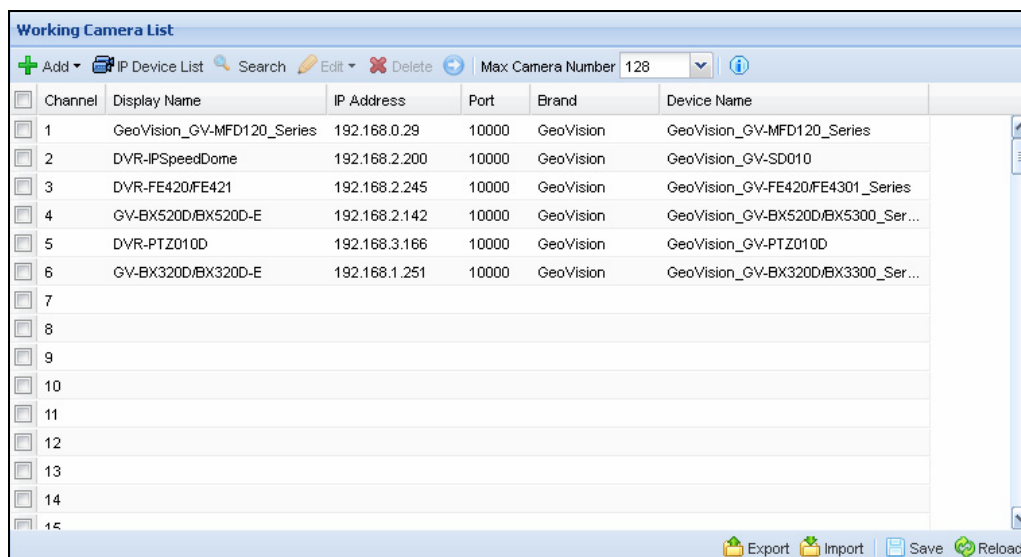 Working Camera List
Add IP Device List Search Edit Delete Max Camera Number 128
Channel Display Name IP Address Port Brand Device Name
1 GeoVision_GV-MFD120_Series 192.168.0.29 10000 GeoVision GeoVision_GV-MFD120_Series
2 DVR-IPSpeedDome 192.168.2.200 10000 GeoVision GeoVision_GV-SD010
3 DVR-FE420/FE421 192.168.2.245 10000 GeoVision GeoVision_GV-FE420/FE4301_Series
4 GV-BX520D/BX520D-E 192.168.2.142 10000 GeoVision GeoVision_GV-BX520D/BX5300_Ser...
5 DVR-PTZ010D 192.168.3.166 10000 GeoVision GeoVision_GV-PTZ010D
6 GV-BX320D/BX320D-E 192.168.1.251 10000 GeoVision GeoVision_GV-BX320D/BX3300_Ser...
7
8
9
10
11
12
13
14
15
Export Import Save Reload